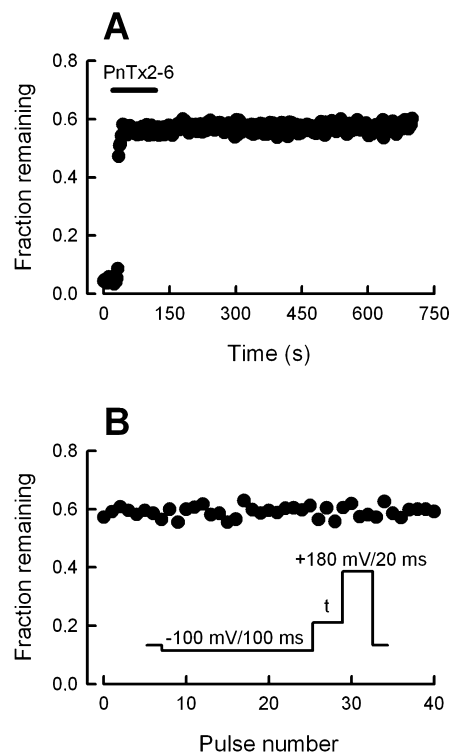 A
PnTx2-6
0.8
0.6
0.4
0.2
0.0
Fraction remaining
0 150 300 450 600 750
Time (s)
B
0.8
0.6
0.4
0.2
0.0
Fraction remaining
+180 mV/20 ms
t
-100 mV/100 ms
0 10 20 30 40
Pulse number